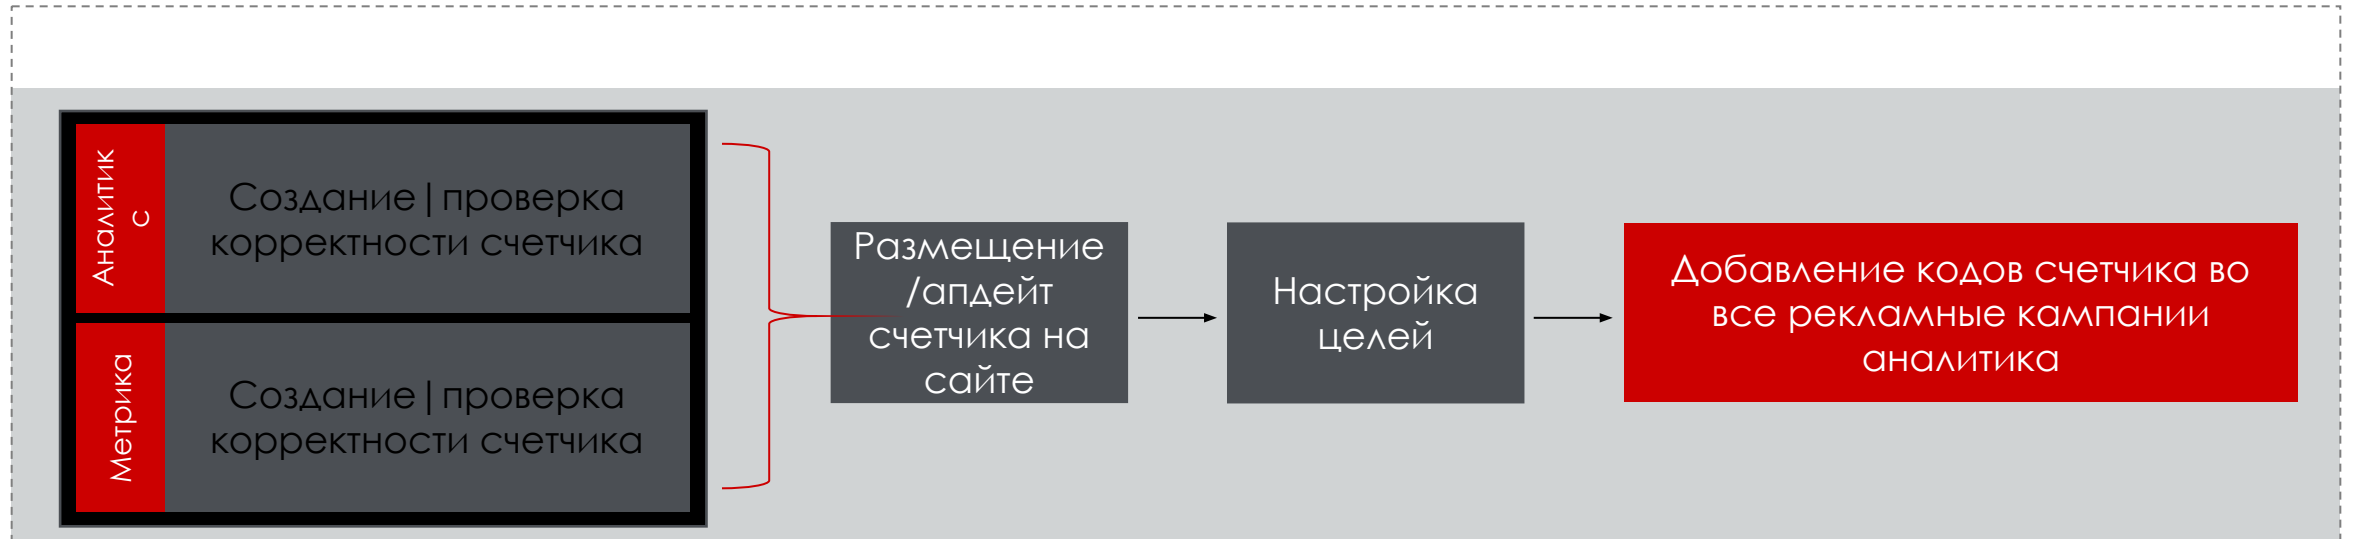 Аналитик
с
Создание|проверка
корректности счетчика
Метрика
Создание|проверка
корректности счетчика
Размещение
/апдейт
счетчика на
сайте
Настройка
целей
Добавление кодов счетчика во
все рекламные кампании
аналитика